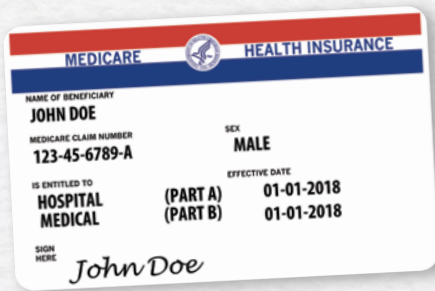 MEDICARE HEALTH INSURANCE
NAME OF BENEFICIARY
JOHN DOE
MEDICARE CLAIM NUMBER SEX
123-45-6789-A MALE
IS ENTITLED TO EFFECTIVE DATE
HOSPITAL (PART A) 01-01-2018
MEDICAL (PART B) 01-01-2018
SIGN
HERE John Doe